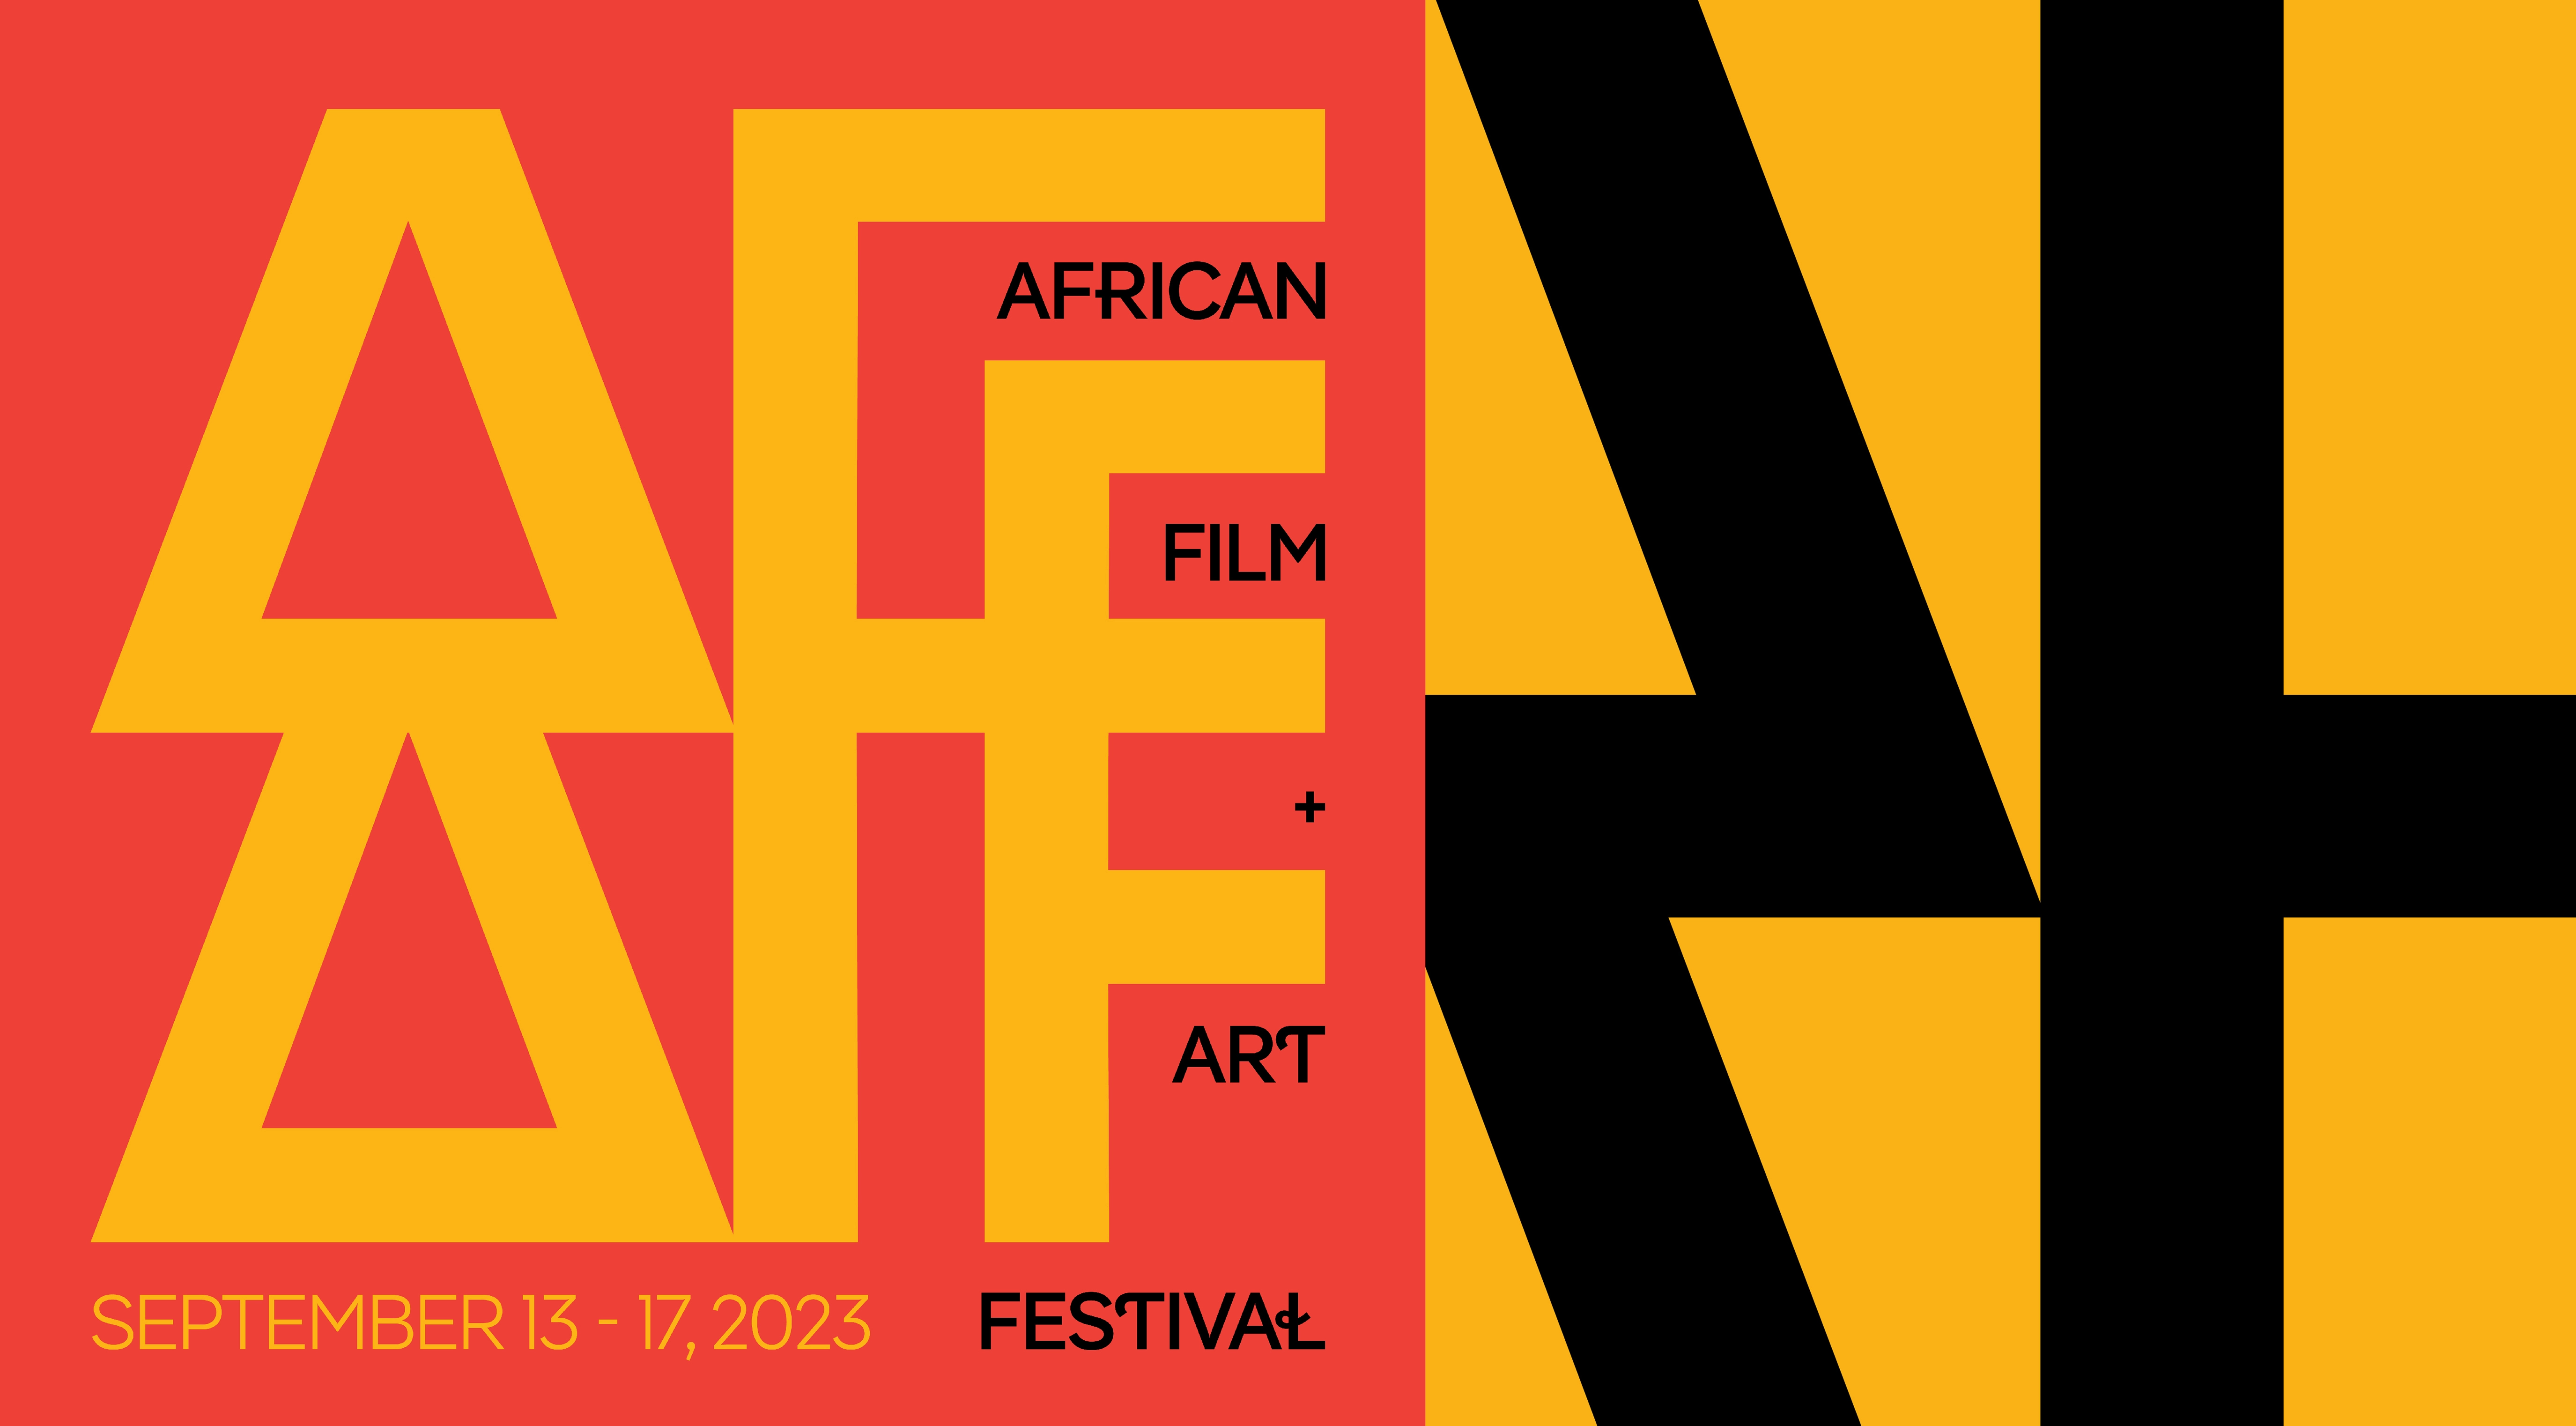 AFRICAN
FILM
+
ART
FESTIVAL
SEPTEMBER 13 - 17, 2023